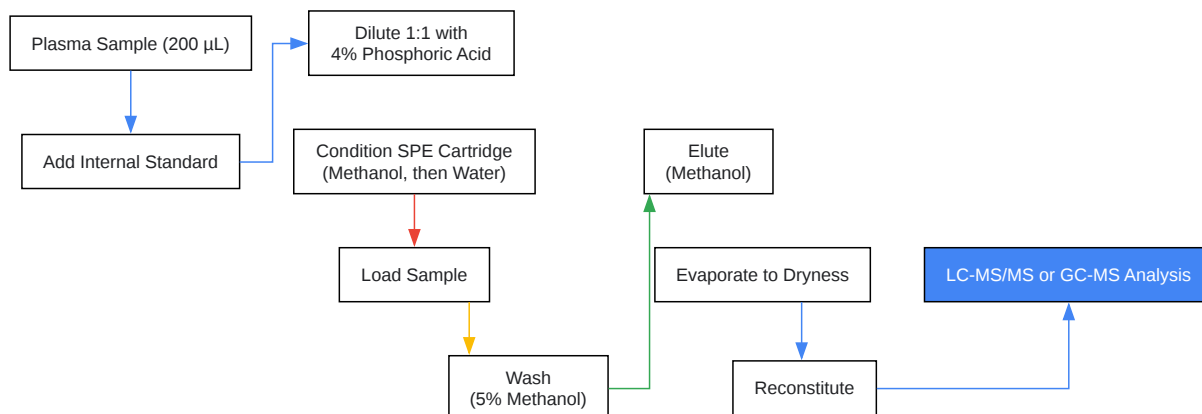 Plasma Sample (200 µL)
Dilute 1:1 with
4% Phosphoric Acid
Add Internal Standard
Condition SPE Cartridge
(Methanol, then Water)
Elute
(Methanol)
Load Sample
Evaporate to Dryness
LC-MS/MS or GC-MS Analysis
Wash
(5% Methanol)
Reconstitute